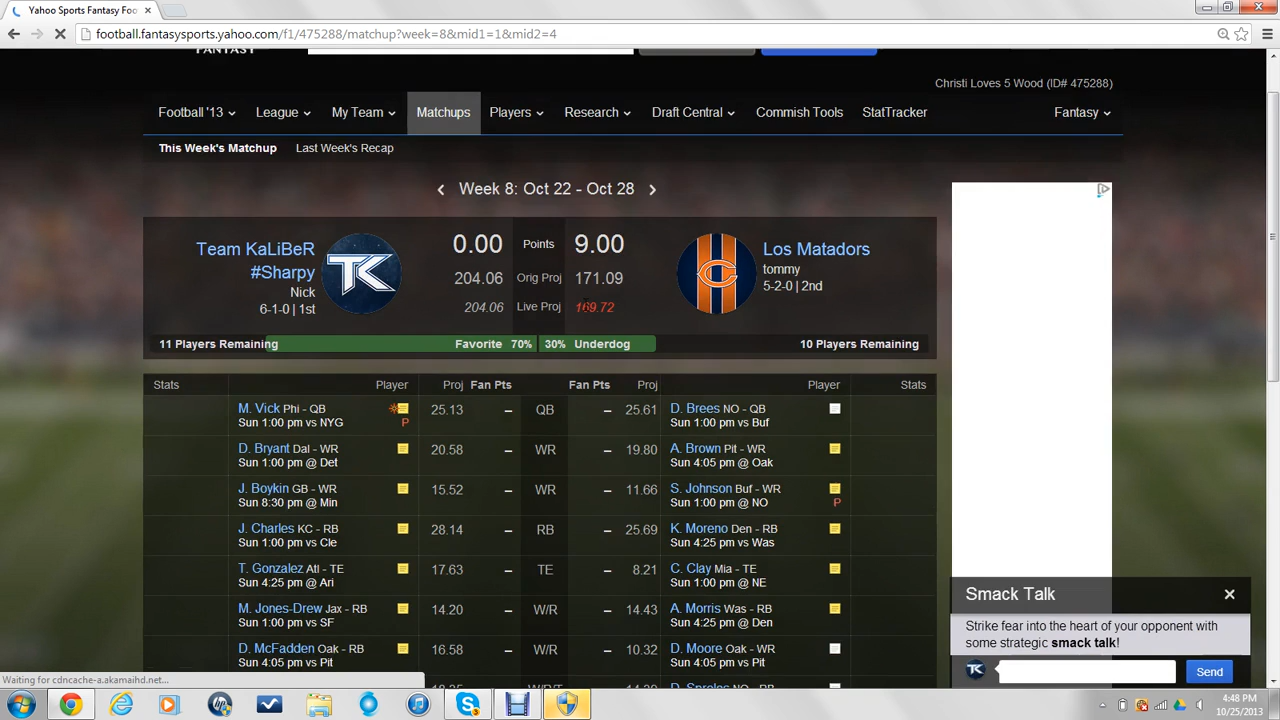 Yahoo Sports Fantasy Foo
football.fantasysports.yahoo.com/f1/475288/matchup?week=8&mid1=1&mid2=4
FANTASY
Christi Loves 5 Wood (ID# 475288)
Football '13 League My Team Matchups Players Research Draft Central Commish Tools StatTracker Fantasy
This Week's Matchup Last Week's Recap
Week 8: Oct 22 - Oct 28
Team KaLiBeR
#Sharpy
Nick
6-1-0 | 1st
TK
0.00 Points 9.00
204.06 Orig Proj 171.09
204.06 Live Proj 169.72
C
Los Matadors
tommy
5-2-0 | 2nd
11 Players Remaining Favorite 70% 30% Underdog 10 Players Remaining
Stats Player Proj Fan Pts Fan Pts Proj Player Stats
M. Vick Phi - QB 25.13 – QB – 25.61 D. Brees NO - QB
Sun 1:00 pm vs NYG P Sun 1:00 pm vs Buf
D. Bryant Dal - WR 20.58 – WR – 19.80 A. Brown Pit - WR
Sun 1:00 pm @ Det Sun 4:05 pm @ Oak
J. Boykin GB - WR 15.52 – WR – 11.66 S. Johnson Buf - WR
Sun 8:30 pm @ Min Sun 1:00 pm @ NO P
J. Charles KC - RB 28.14 – RB – 25.69 K. Moreno Den - RB
Sun 1:00 pm vs Cle Sun 4:25 pm vs Was
T. Gonzalez Atl - TE 17.63 – TE – 8.21 C. Clay Mia - TE
Sun 4:25 pm @ Ari Sun 1:00 pm @ NE
M. Jones-Drew Jax - RB 14.20 – W/R – 14.43 A. Morris Was - RB
Sun 1:00 pm vs SF Sun 4:25 pm @ Den
D. McFadden Oak - RB 16.58 – W/R – 10.32 D. Moore Oak - WR
Sun 4:05 pm vs Pit Sun 4:05 pm vs Pit
W/R/T D. Sproles NO - RB
Smack Talk
Strike fear into the heart of your opponent with
some strategic smack talk!
TK Send
Waiting for cdncache-a.akamaihd.net...
4:48 PM
10/25/2013